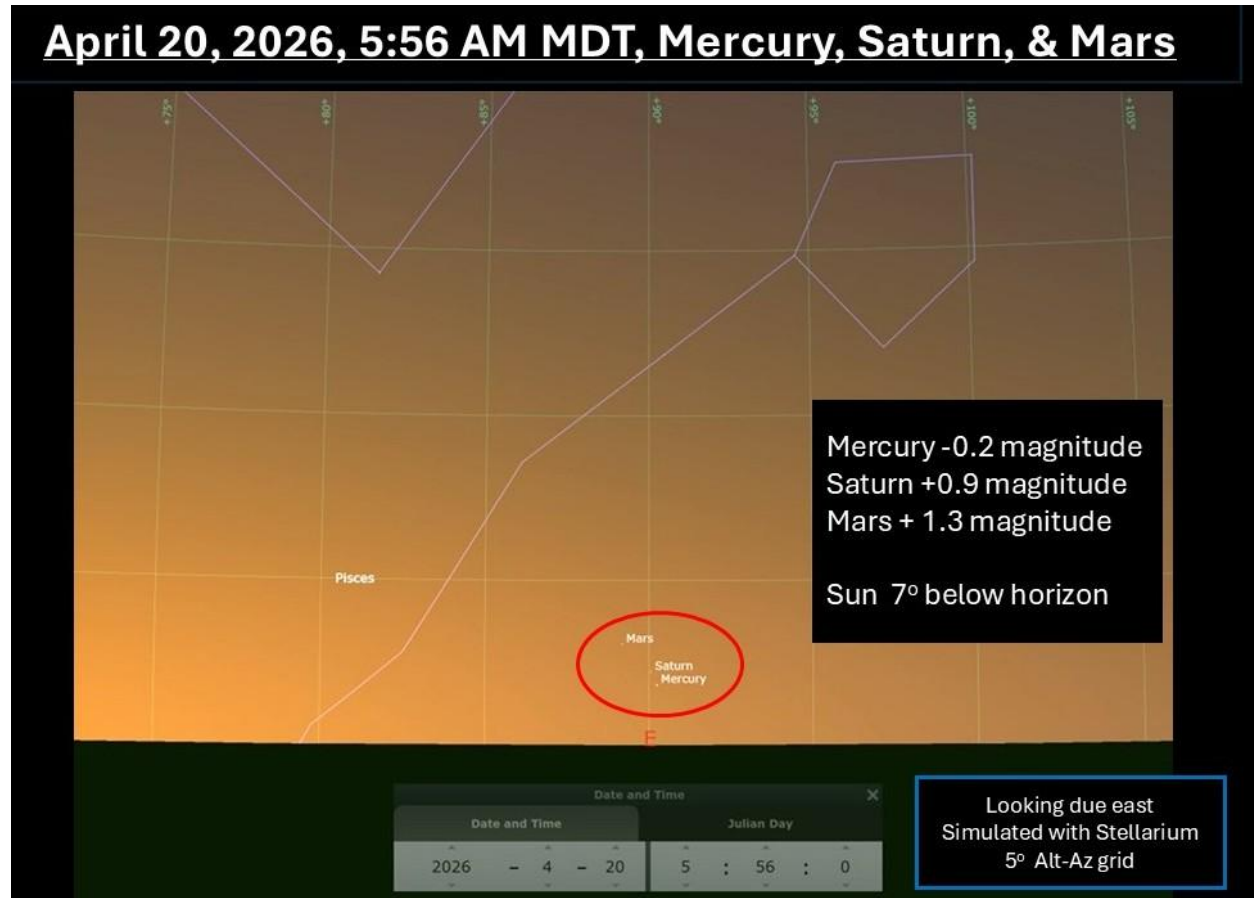 April 20, 2026, 5:56 AM MDT, Mercury, Saturn, & Mars
+75°
+80°
+85°
+90°
+95°
+100°
+105°
Mercury -0.2 magnitude
Saturn +0.9 magnitude
Mars + 1.3 magnitude
Sun 7° below horizon
Pisces
Mars
Saturn
Mercury
E
Date and Time
×
Date and Time
Julian Day
2026 - 4 - 20
5 : 56 : 0
Looking due east
Simulated with Stellarium
5° Alt-Az grid